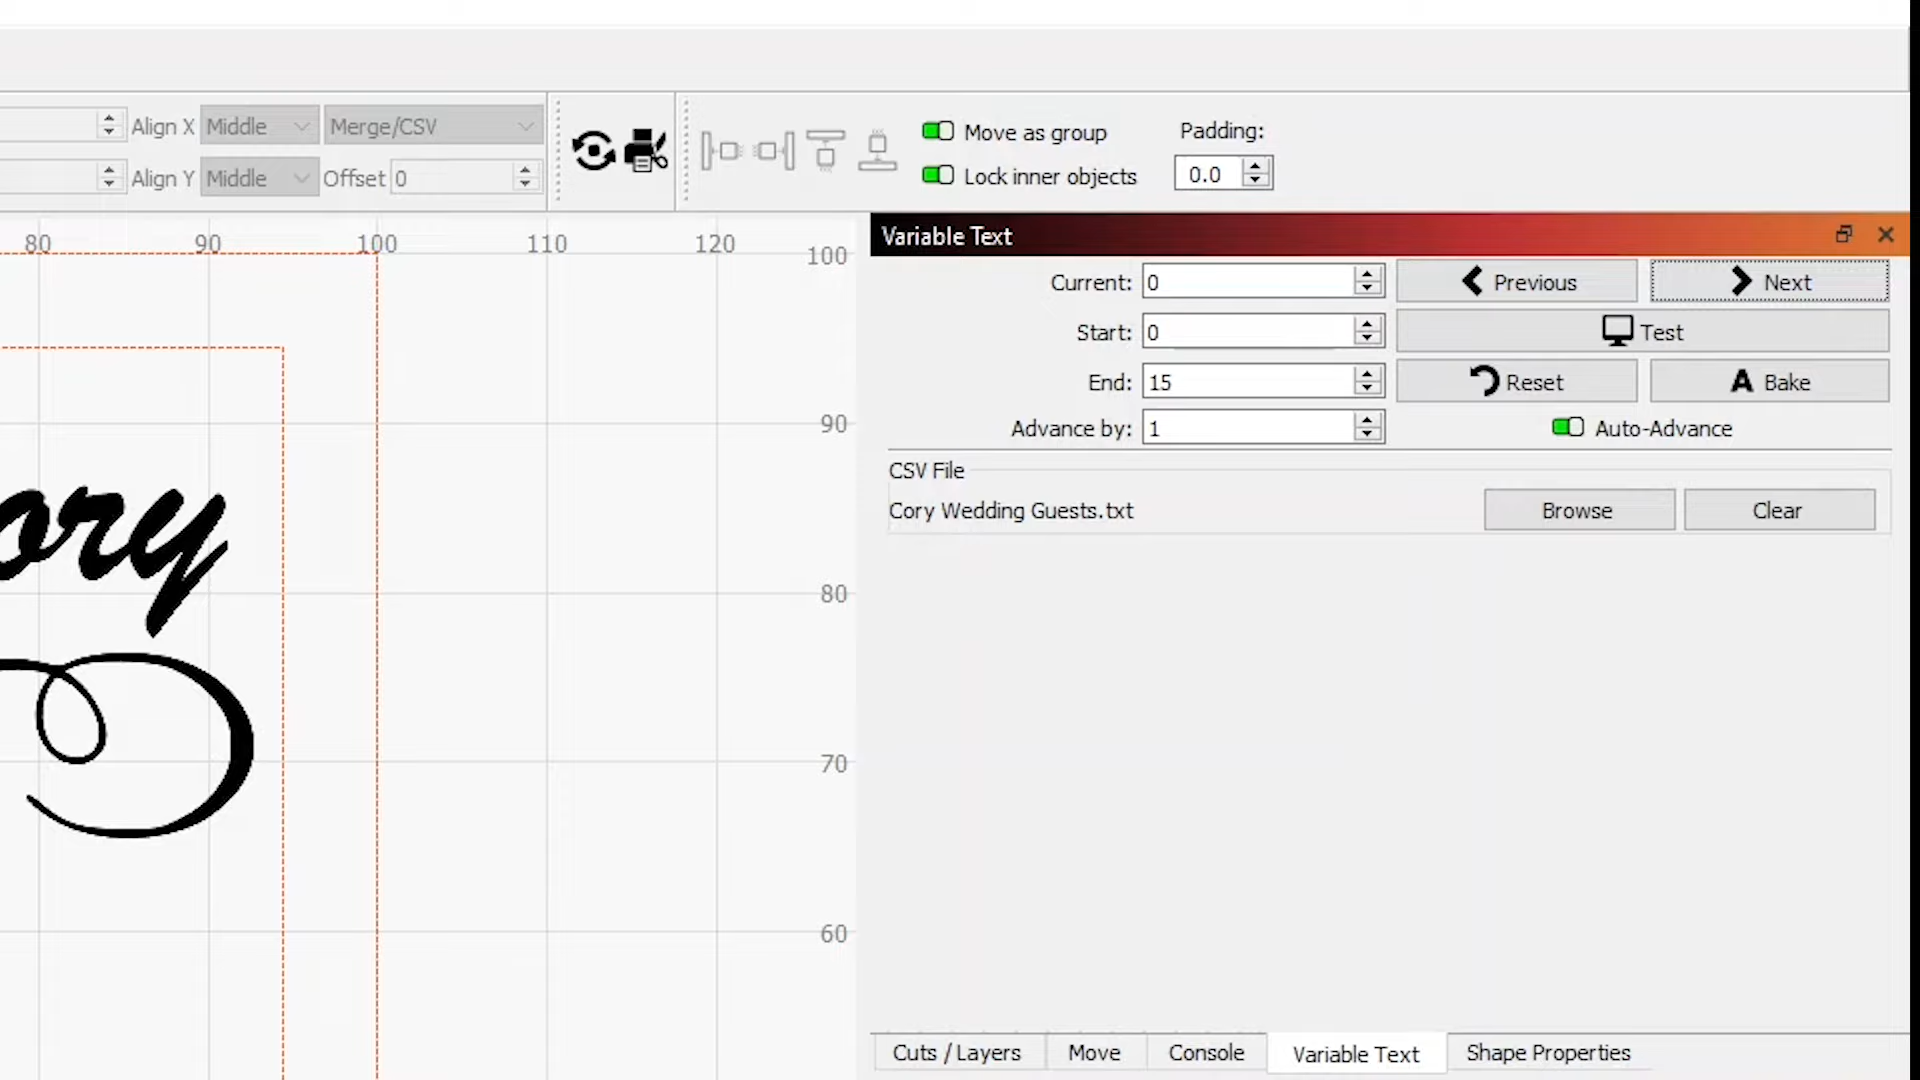 Align X Middle Merge/CSV
Align Y Middle Offset 0
Move as group
Lock inner objects
Padding:
0.0
80 90 100 110 120
100
90
80
70
60
ory
Variable Text
Current: 0 Previous Next
Start: 0 Test
End: 15 Reset A Bake
Advance by: 1 Auto-Advance
CSV File
Cory Wedding Guests.txt Browse Clear
Cuts / Layers Move Console Variable Text Shape Properties